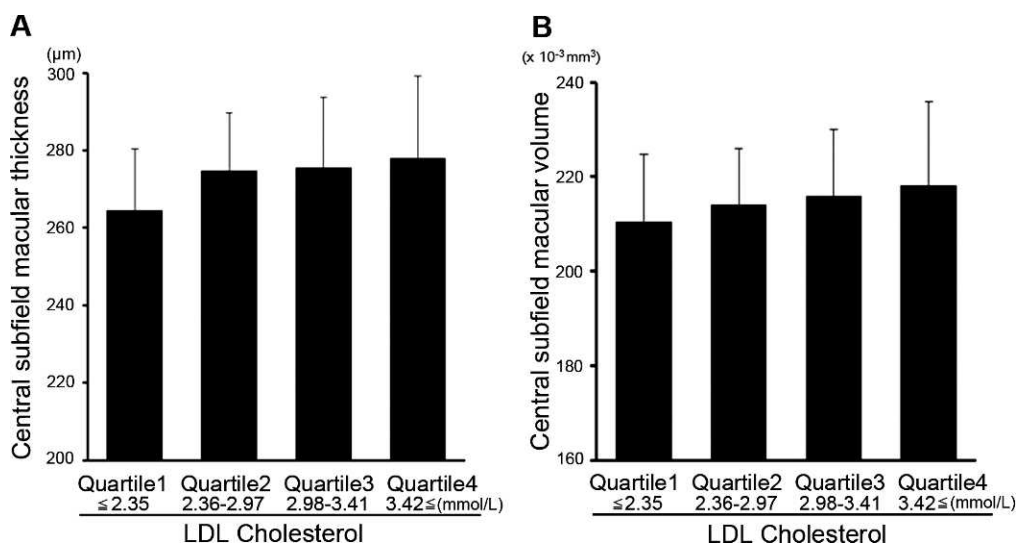 A
(µm)
Central subfield macular thickness
300
280
260
240
220
200
Quartile1 Quartile2 Quartile3 Quartile4
≦2.35 2.36-2.97 2.98-3.41 3.42≦(mmol/L)
LDL Cholesterol
B
(x 10⁻³ mm³)
Central subfield macular volume
240
220
200
180
160
Quartile1 Quartile2 Quartile3 Quartile4
≦2.35 2.36-2.97 2.98-3.41 3.42≦(mmol/L)
LDL Cholesterol